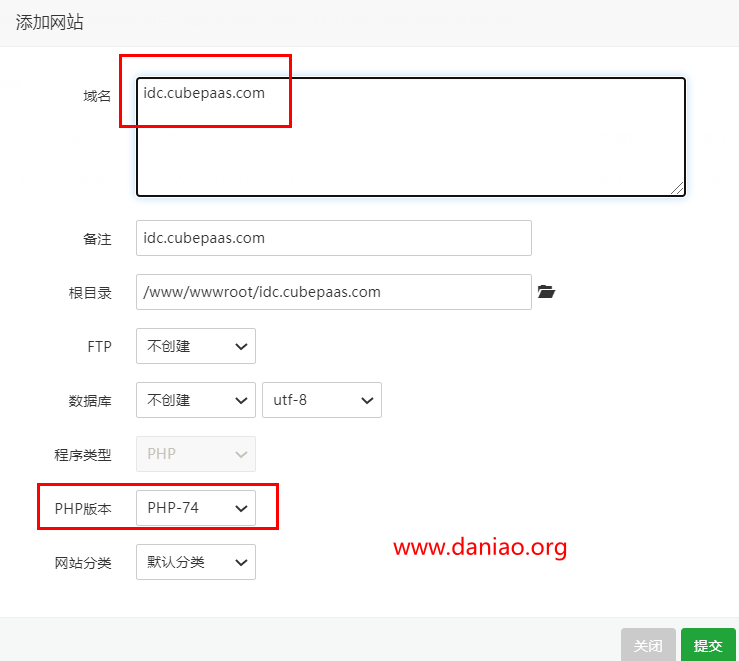 添加网站
域名 idc.cubepaas.com
备注 idc.cubepaas.com
根目录 /www/wwwroot/idc.cubepaas.com
FTP 不创建
数据库 不创建 utf-8
程序类型 PHP
PHP版本 PHP-74
www.daniao.org
网站分类 默认分类
关闭 提交